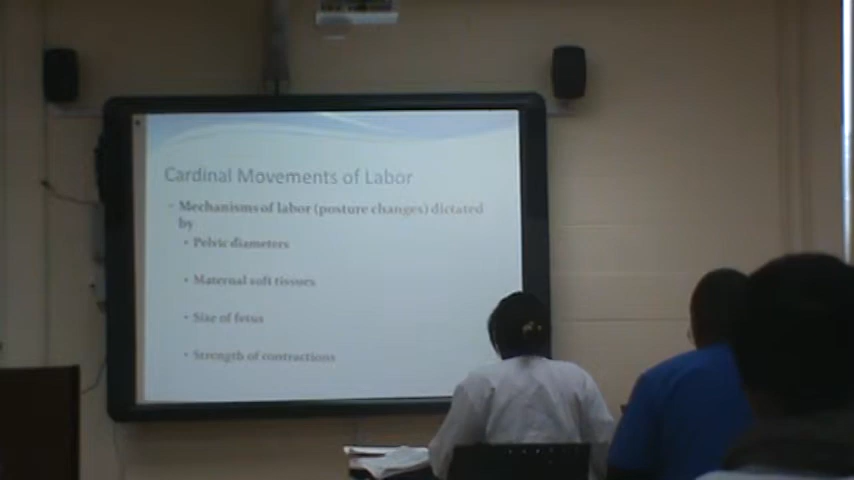 Cardinal Movements of Labor
Mechanisms of labor (posture changes) dictated
by
• Pelvic diameters
• Maternal soft tissues
• Size of fetus
• Strength of contractions